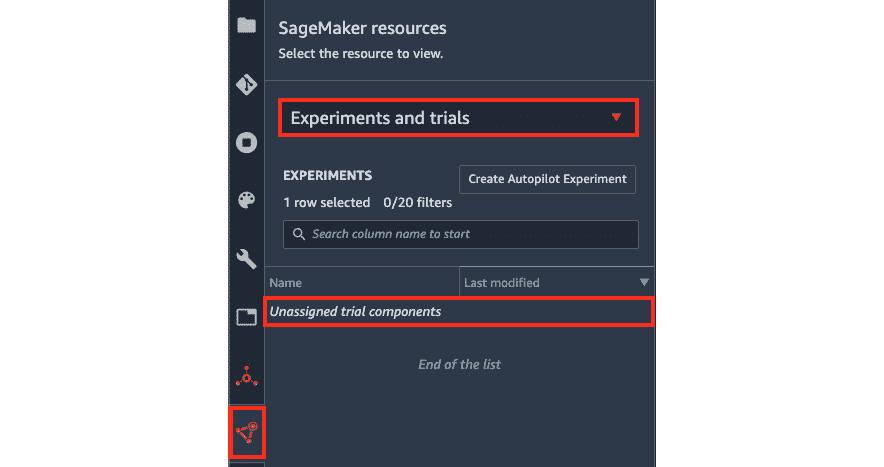 SageMaker resources
Select the resource to view.
Experiments and trials
EXPERIMENTS
Create Autopilot Experiment
1 row selected 0/20 filters
Search column name to start
Name Last modified
Unassigned trial components
End of the list